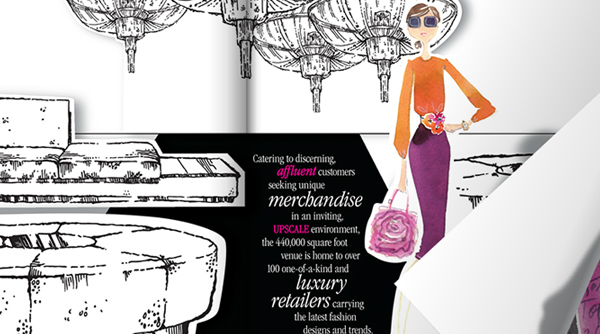 Catering to discerning,
affluent customers
seeking unique
merchandise
in an inviting,
UPSCALE environment,
the 440,000 square foot
venue is home to over
100 one-of-a-kind and
luxury
retailers carrying
the latest fashion
designs and trends.